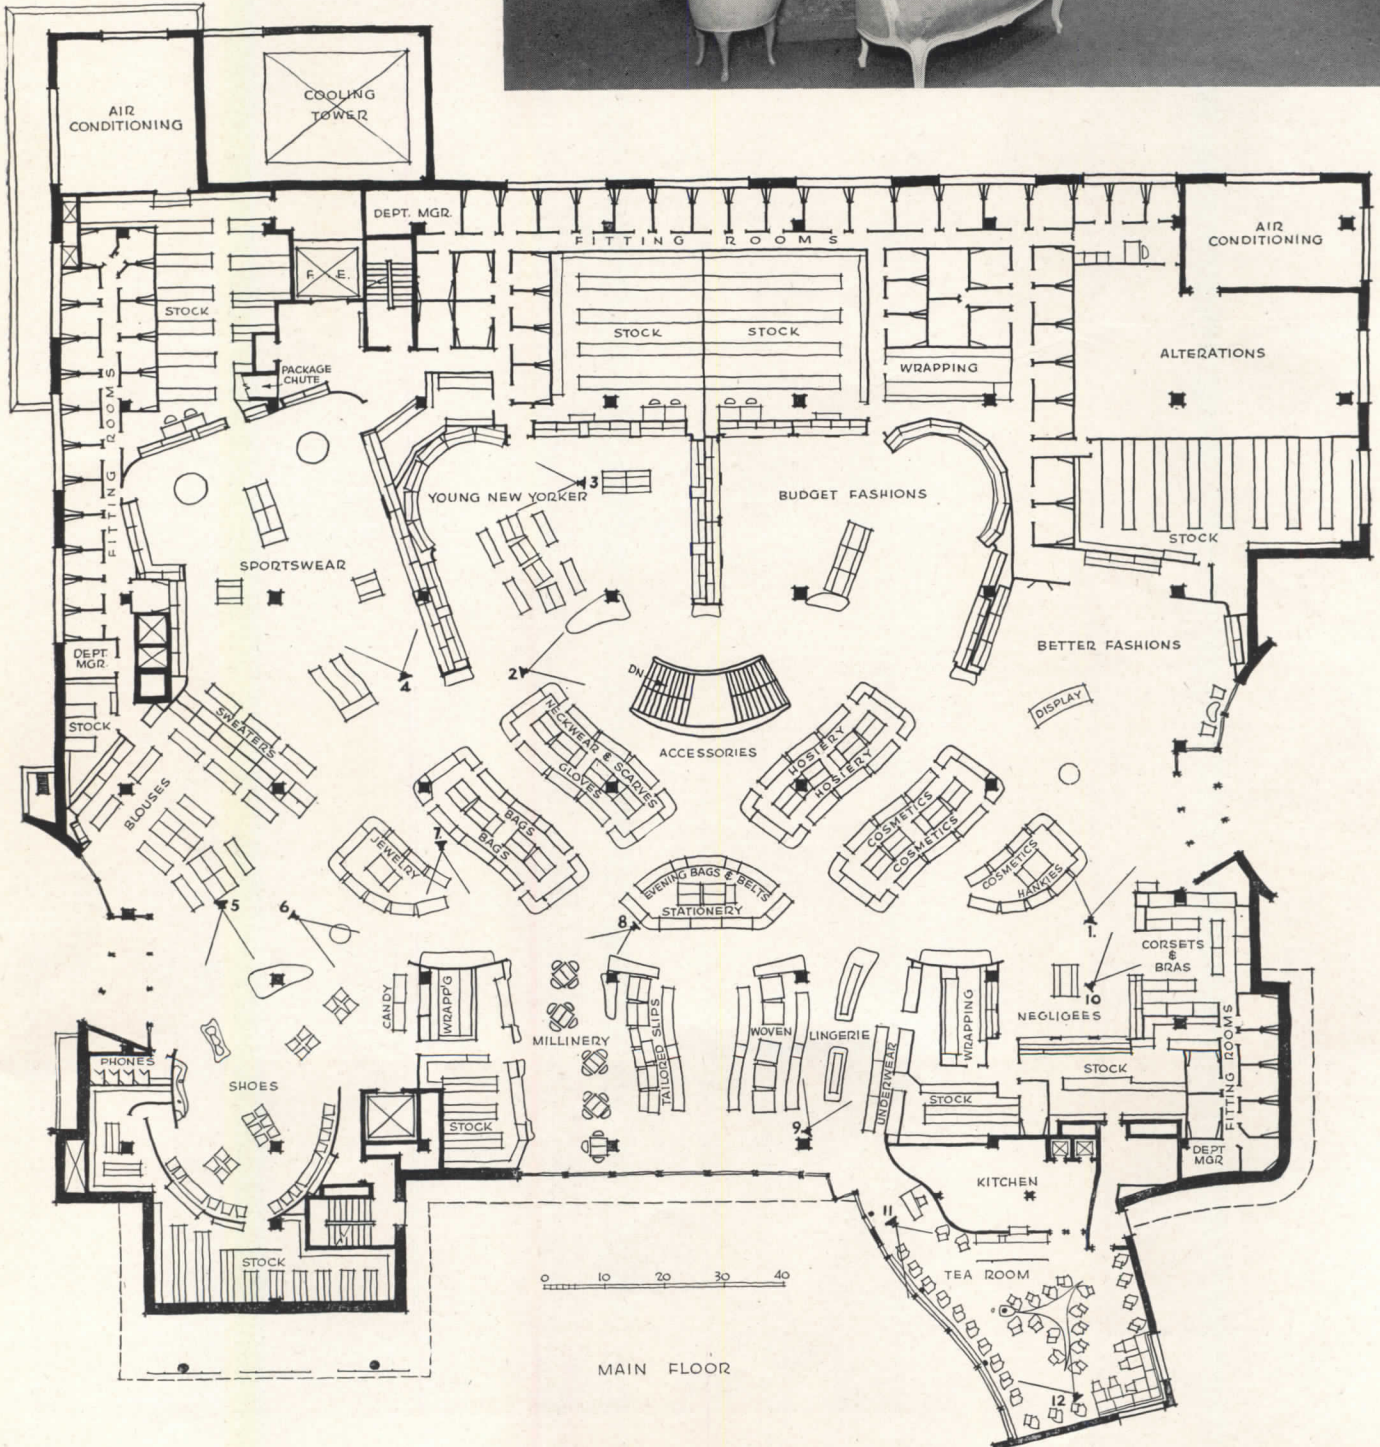 AIR
CONDITIONING
COOLING
TOWER
DEPT. MGR.
FITTING ROOMS
AIR
CONDITIONING
F. E.
STOCK
STOCK
STOCK
WRAPPING
ALTERATIONS
PACKAGE
CHUTE
FITTING ROOMS
3
YOUNG NEW YORKER
BUDGET FASHIONS
STOCK
SPORTSWEAR
DEPT.
MGR.
BETTER FASHIONS
4
2
DN
DISPLAY
STOCK
SWEATERS
NECKWEAR & SCARVES
GLOVES
ACCESSORIES
HOSIERY
HOSIERY
BLOUSES
BAGS
BAGS
COSMETICS
COSMETICS
7.
JEWELRY
COSMETICS
HANKIES
EVENING BAGS & BELTS
STATIONERY
5
6
8.
1.
CORSETS
&
BRAS
CANDY
WRAPP'G
10
NEGLIGEES
WRAPPING
MILLINERY
TAILORED SLIPS
WOVEN
LINGERIE
UNDERWEAR
FITTING ROOMS
PHONES
SHOES
STOCK
STOCK
STOCK
9.
DEPT
MGR
KITCHEN
11
STOCK
TEA ROOM
0 10 20 30 40
MAIN FLOOR
12